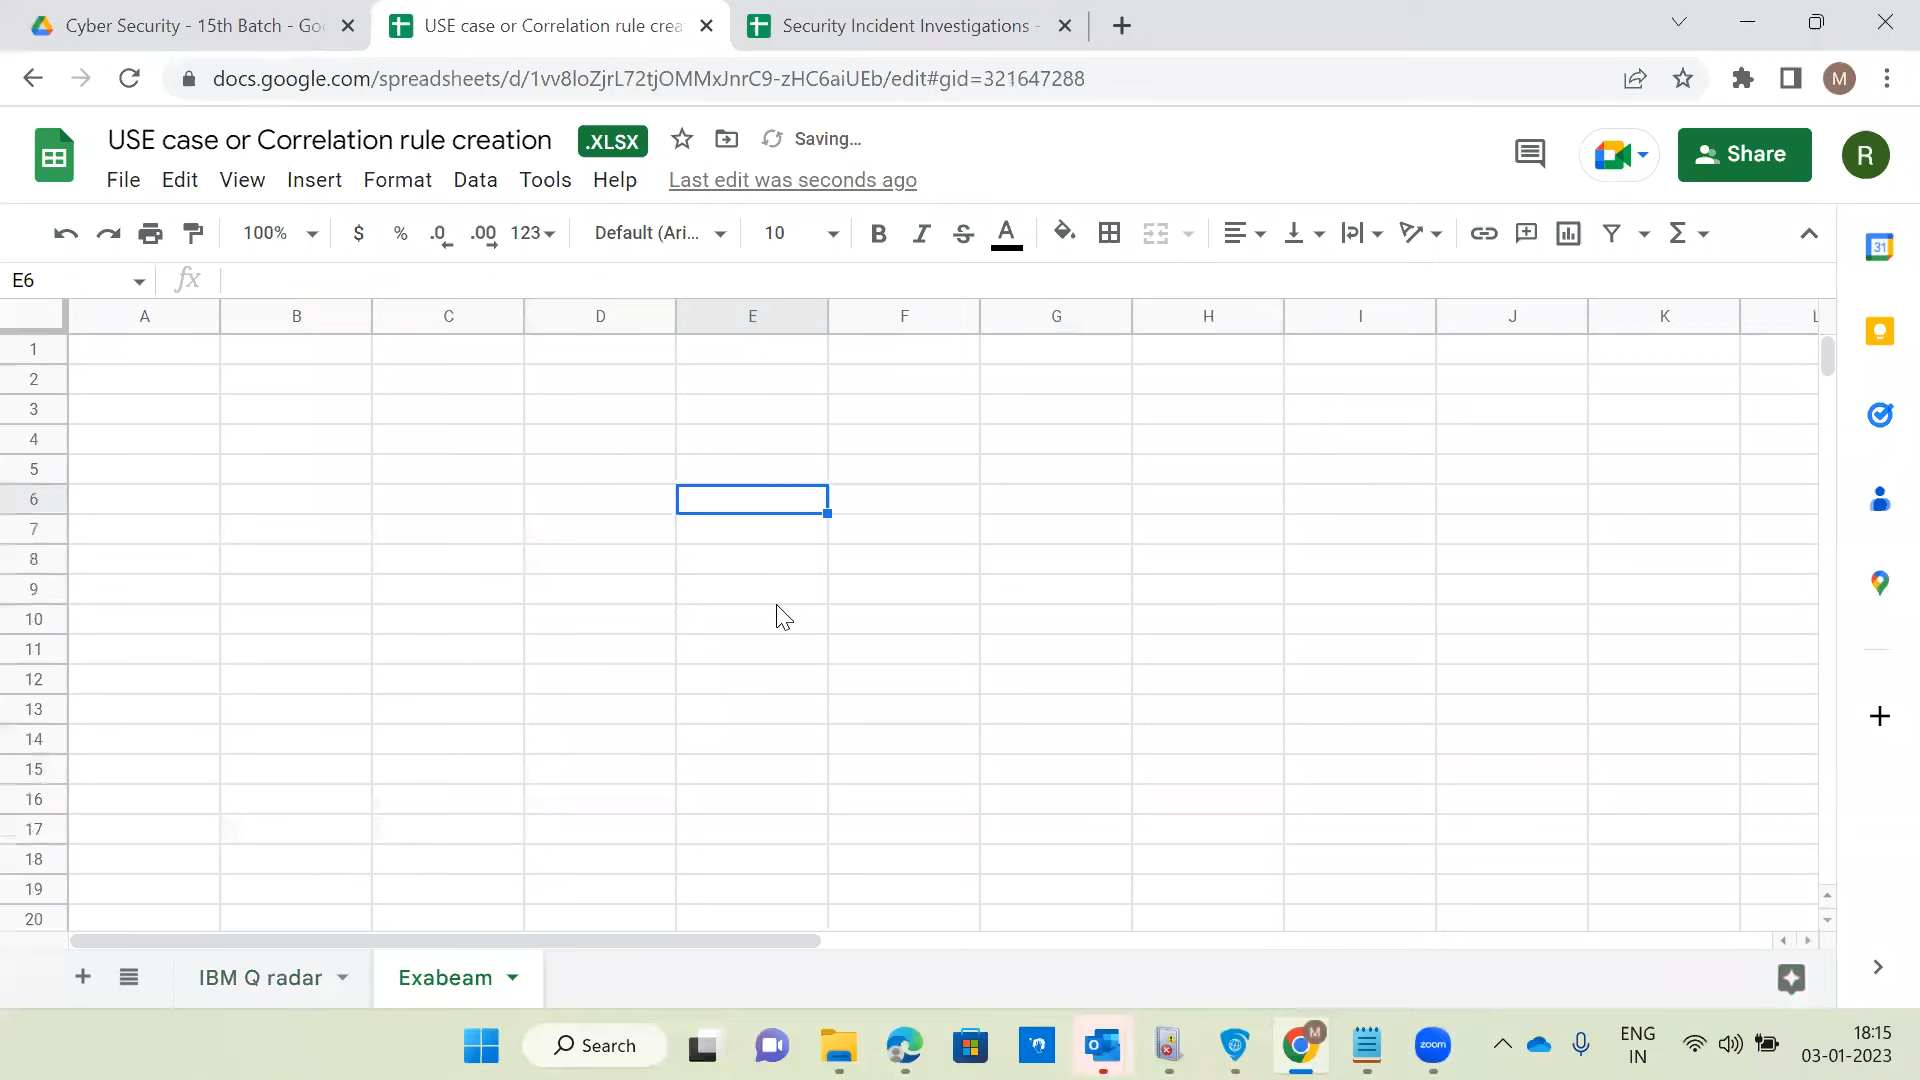 Cyber Security - 15th Batch - Go
USE case or Correlation rule crea
Security Incident Investigations -
docs.google.com/spreadsheets/d/1vv8loZjrL72tjOMMxJnrC9-zHC6aiUEb/edit#gid=321647288
M
USE case or Correlation rule creation .XLSX Saving...
Share
R
File Edit View Insert Format Data Tools Help Last edit was seconds ago
100% $ % .0 .00 123 Default (Ari... 10 B I S A
31
E6 fx
A B C D E F G H I J K L
1
2
3
4
5
6
7
8
9
10
11
12
13
14
15
16
17
18
19
20
IBM Q radar Exabeam
Search
zoom
M
ENG
IN
18:15
03-01-2023